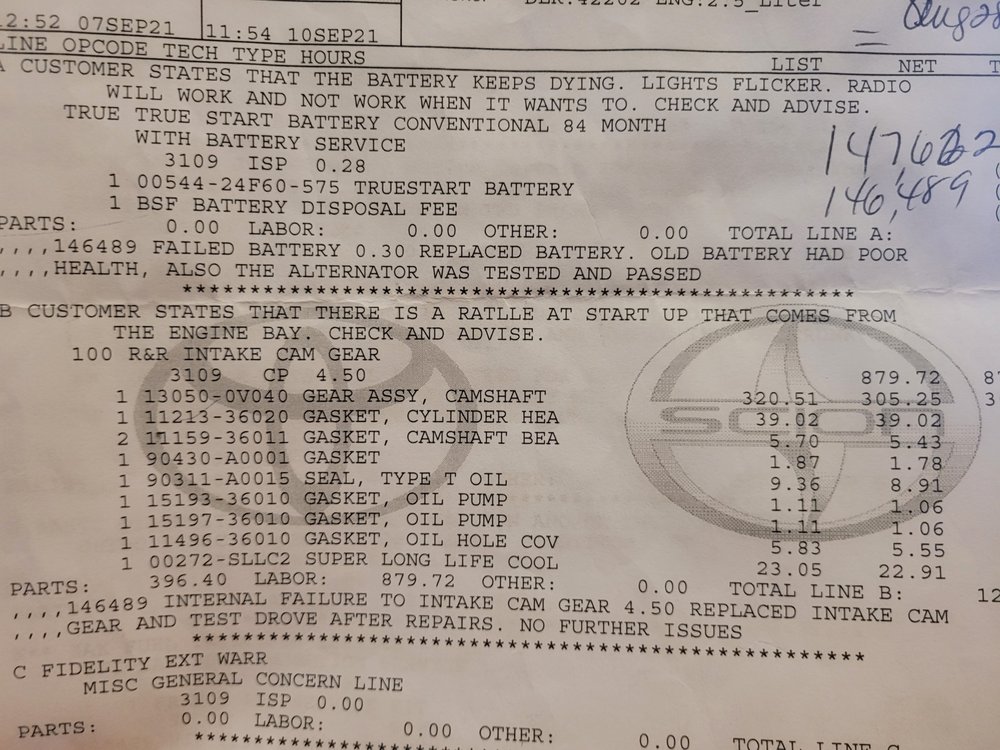 12:52 07SEP21 11:54 10SEP21
LINE OPCODE TECH TYPE HOURS LIST NET
A CUSTOMER STATES THAT THE BATTERY KEEPS DYING. LIGHTS FLICKER. RADIO
WILL WORK AND NOT WORK WHEN IT WANTS TO. CHECK AND ADVISE.
TRUE TRUE START BATTERY CONVENTIONAL 84 MONTH
WITH BATTERY SERVICE
3109 ISP 0.28
1 00544-24F60-575 TRUESTART BATTERY
146,489
1 BSF BATTERY DISPOSAL FEE
PARTS: 0.00 LABOR: 0.00 OTHER: 0.00 TOTAL LINE A:
,,,,146489 FAILED BATTERY 0.30 REPLACED BATTERY. OLD BATTERY HAD POOR
,,,,HEALTH, ALSO THE ALTERNATOR WAS TESTED AND PASSED
****************************************************
B CUSTOMER STATES THAT THERE IS A RATLLE AT START UP THAT COMES FROM
THE ENGINE BAY. CHECK AND ADVISE.
100 R&R INTAKE CAM GEAR
3109 CP 4.50 879.72
1 13050-0V040 GEAR ASSY, CAMSHAFT 320.51 305.25
1 11213-36020 GASKET, CYLINDER HEA 39.02 39.02
2 11159-36011 GASKET, CAMSHAFT BEA 5.70 5.43
1 90430-A0001 GASKET 1.87 1.78
1 90311-A0015 SEAL, TYPE T OIL 9.36 8.91
1 15193-36010 GASKET, OIL PUMP 1.11 1.06
1 15197-36010 GASKET, OIL PUMP 1.11 1.06
1 11496-36010 GASKET, OIL HOLE COV 5.83 5.55
1 00272-SLLC2 SUPER LONG LIFE COOL 23.05 22.91
PARTS: 396.40 LABOR: 879.72 OTHER: 0.00 TOTAL LINE B:
,,,,146489 INTERNAL FAILURE TO INTAKE CAM GEAR 4.50 REPLACED INTAKE CAM
,,,,GEAR AND TEST DROVE AFTER REPAIRS. NO FURTHER ISSUES
****************************************************
C FIDELITY EXT WARR
MISC GENERAL CONCERN LINE
3109 ISP 0.00
PARTS: 0.00 LABOR: 0.00 OTHER: 0.00 TOTAL LINE C
SCION